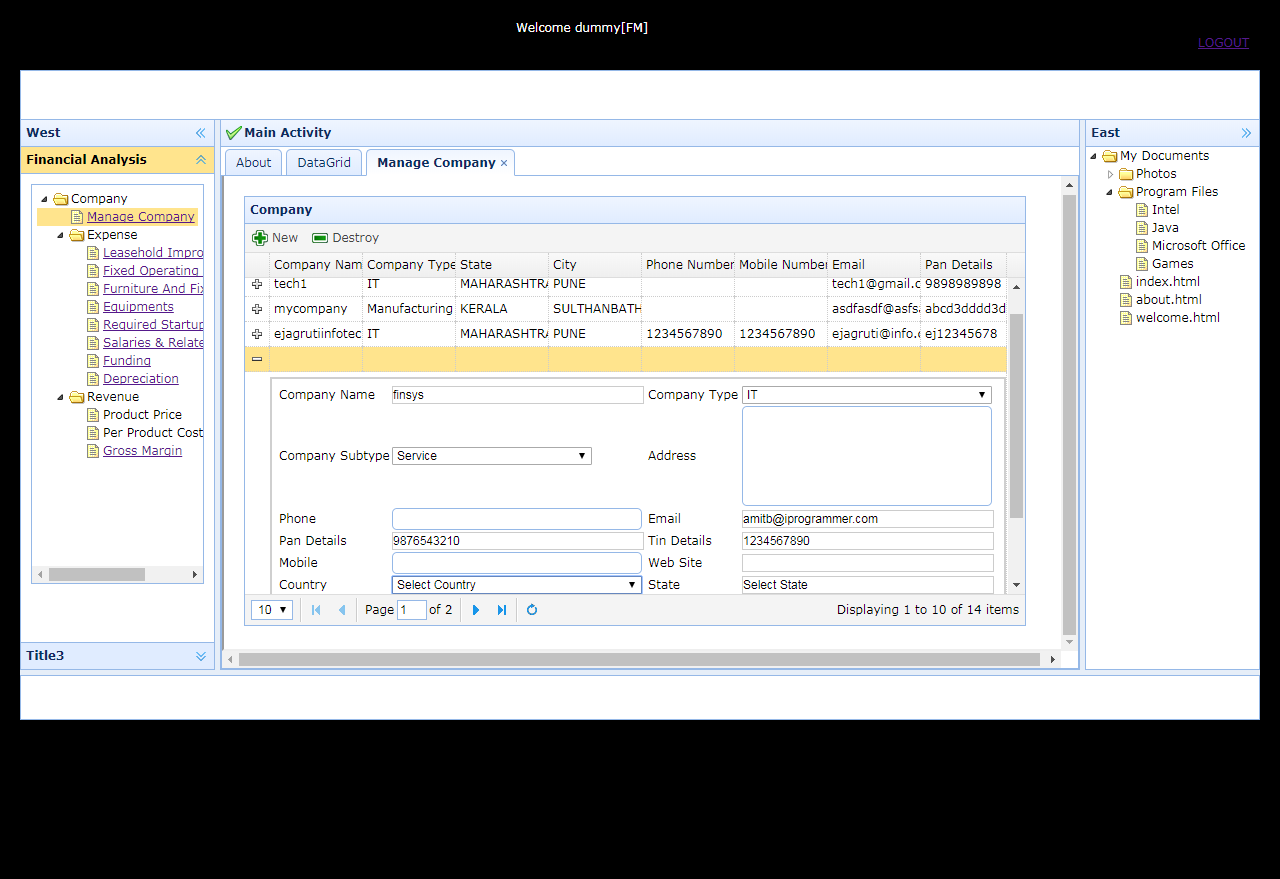 Welcome dummy[FM]
LOGOUT
West
Main Activity
East
Financial Analysis
About DataGrid Manage Company ×
Company
Manage Company
Expense
Leasehold Impro
Fixed Operating
Furniture And Fix
Equipments
Required Startup
Salaries & Relate
Funding
Depreciation
Revenue
Product Price
Per Product Cost
Gross Margin
Title3
Company
New Destroy
Company Nam Company Type State City Phone Number Mobile Number Email Pan Details
tech1 IT MAHARASHTRA PUNE tech1@gmail.c 9898989898
mycompany Manufacturing KERALA SULTHANBATH asdfasdf@asfsa abcd3dddd3d
ejagrutiinfotec IT MAHARASHTRA PUNE 1234567890 1234567890 ejagruti@info.c ej12345678
Company Name finsys Company Type IT
Company Subtype Service Address
Phone Email amitb@iprogrammer.com
Pan Details 9876543210 Tin Details 1234567890
Mobile Web Site
Country Select Country State Select State
10 Page 1 of 2 Displaying 1 to 10 of 14 items
My Documents
Photos
Program Files
Intel
Java
Microsoft Office
Games
index.html
about.html
welcome.html